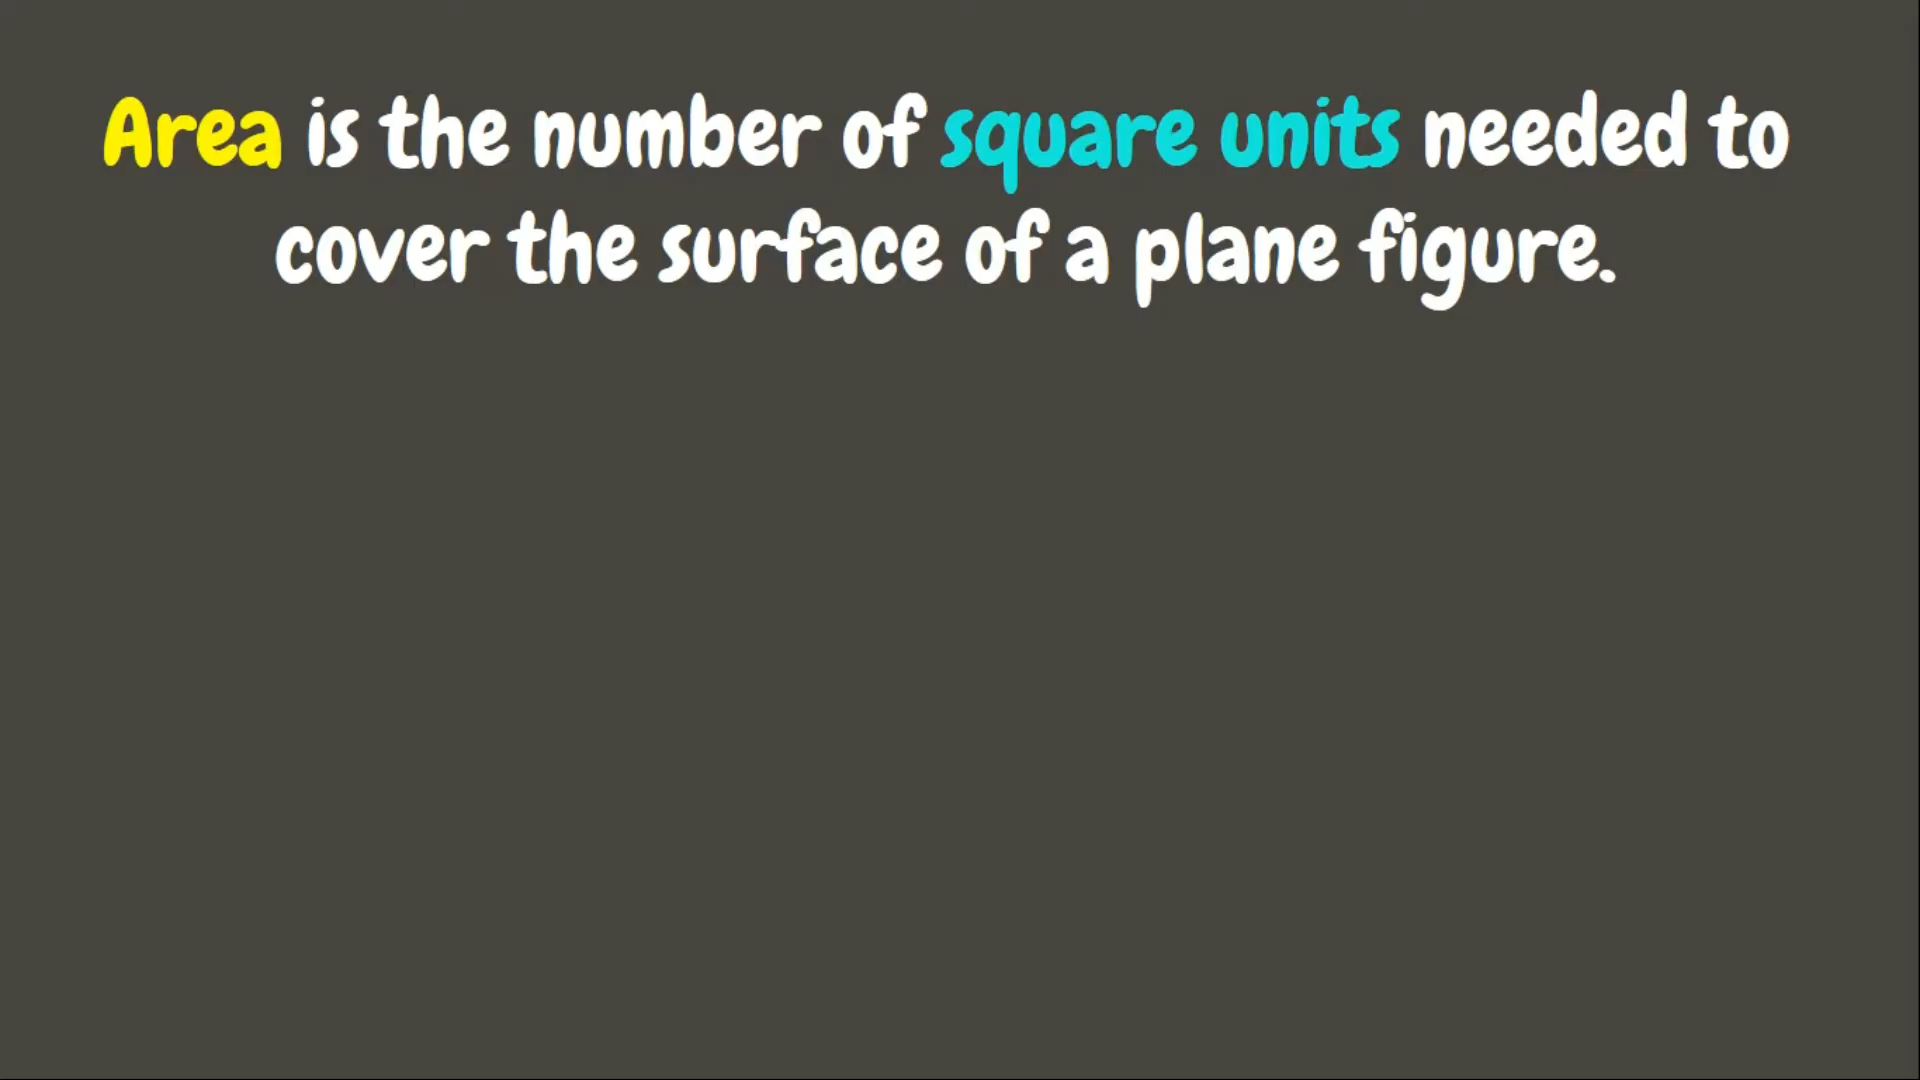 Area is the number of square units needed to
cover the surface of a plane figure.